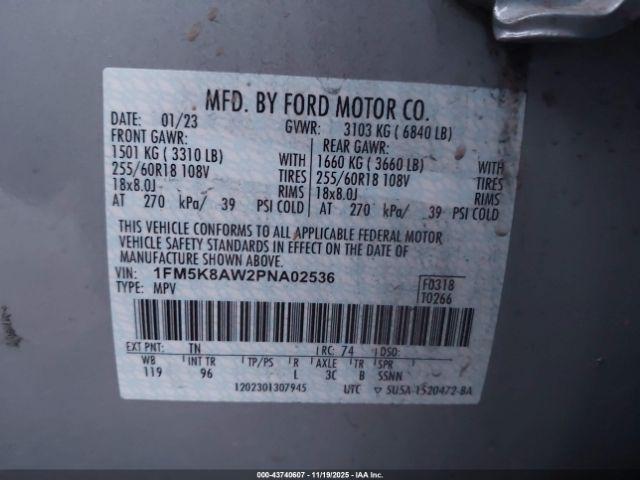 MFD. BY FORD MOTOR CO.
DATE: 01/23 GVWR: 3103 KG ( 6840 LB)
FRONT GAWR: REAR GAWR:
1501 KG ( 3310 LB) WITH 1660 KG ( 3660 LB) WITH
255/60R18 108V TIRES 255/60R18 108V TIRES
18x8.0J RIMS 18x8.0J RIMS
AT 270 kPa/ 39 PSI COLD AT 270 kPa/ 39 PSI COLD
THIS VEHICLE CONFORMS TO ALL APPLICABLE FEDERAL MOTOR
VEHICLE SAFETY STANDARDS IN EFFECT ON THE DATE OF
MANUFACTURE SHOWN ABOVE.
VIN: 1FM5K8AW2PNA02536 F0318
TYPE: MPV T0266
EXT PNT: TN RC: 74 DSO:
WB INT TR TP/PS R AXLE TR SPR
119 96 L 3C B SSNN
1202301307945 UTC ▽ 5U5A-1520472-BA
000-43740607 - 11/19/2025 - IAAI, Inc.